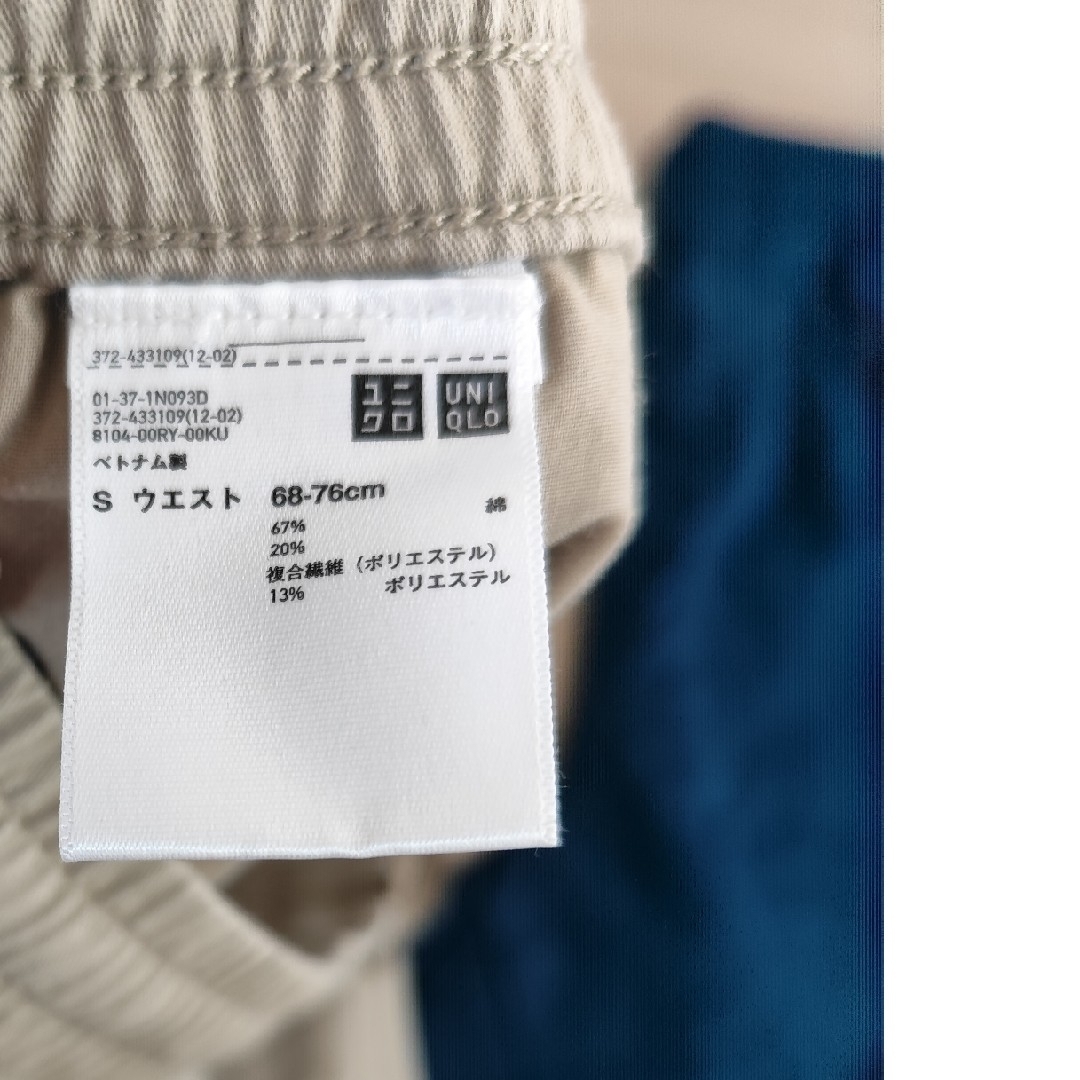 372-433109(12-02)
01-37-1N093D
372-433109(12-02)
8104-00RY-00KU
ユニ
クロ
UNI
QLO
ベトナム製
S ウエスト 68-76cm
綿
67%
20%
複合繊維 (ポリエステル)
ポリエステル
13%